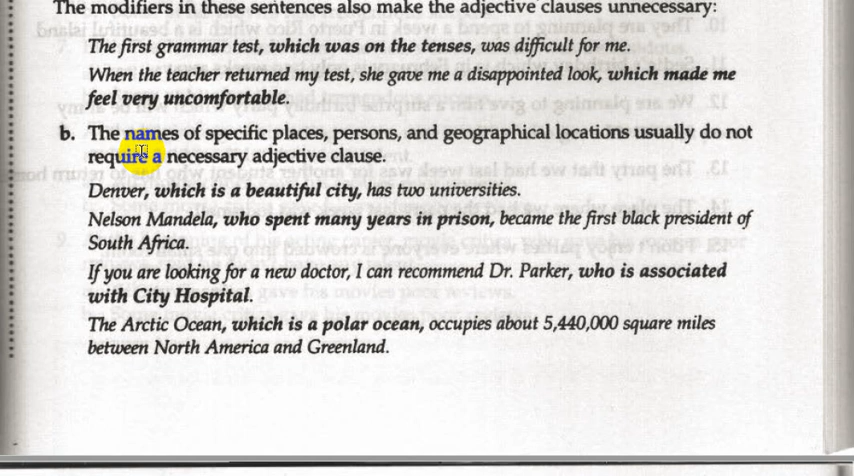 The modifiers in these sentences also make the adjective clauses unnecessary:
The first grammar test, which was on the tenses, was difficult for me.
When the teacher returned my test, she gave me a disappointed look, which made me
feel very uncomfortable.
b. The names of specific places, persons, and geographical locations usually do not
require a necessary adjective clause.
Denver, which is a beautiful city, has two universities.
Nelson Mandela, who spent many years in prison, became the first black president of
South Africa.
If you are looking for a new doctor, I can recommend Dr. Parker, who is associated
with City Hospital.
The Arctic Ocean, which is a polar ocean, occupies about 5,440,000 square miles
between North America and Greenland.